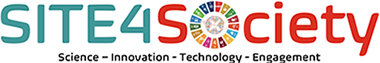 SITE4Society
Science – Innovation - Technology - Engagement